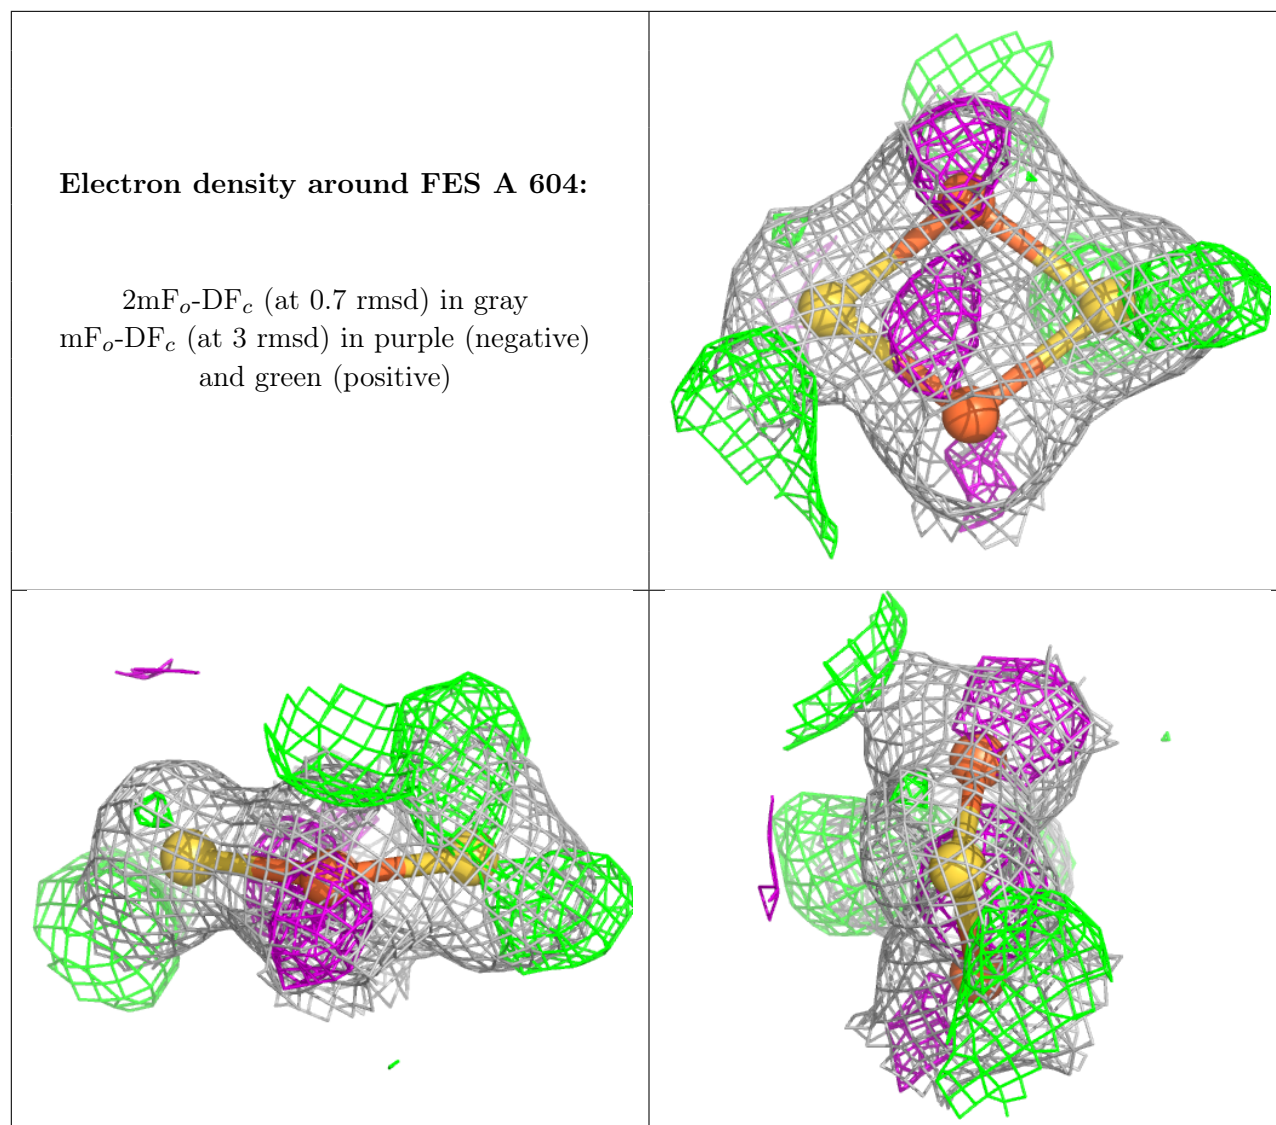 Electron density around FES A 604:
2mFo-DFc (at 0.7 rmsd) in gray
mFo-DFc (at 3 rmsd) in purple (negative)
and green (positive)